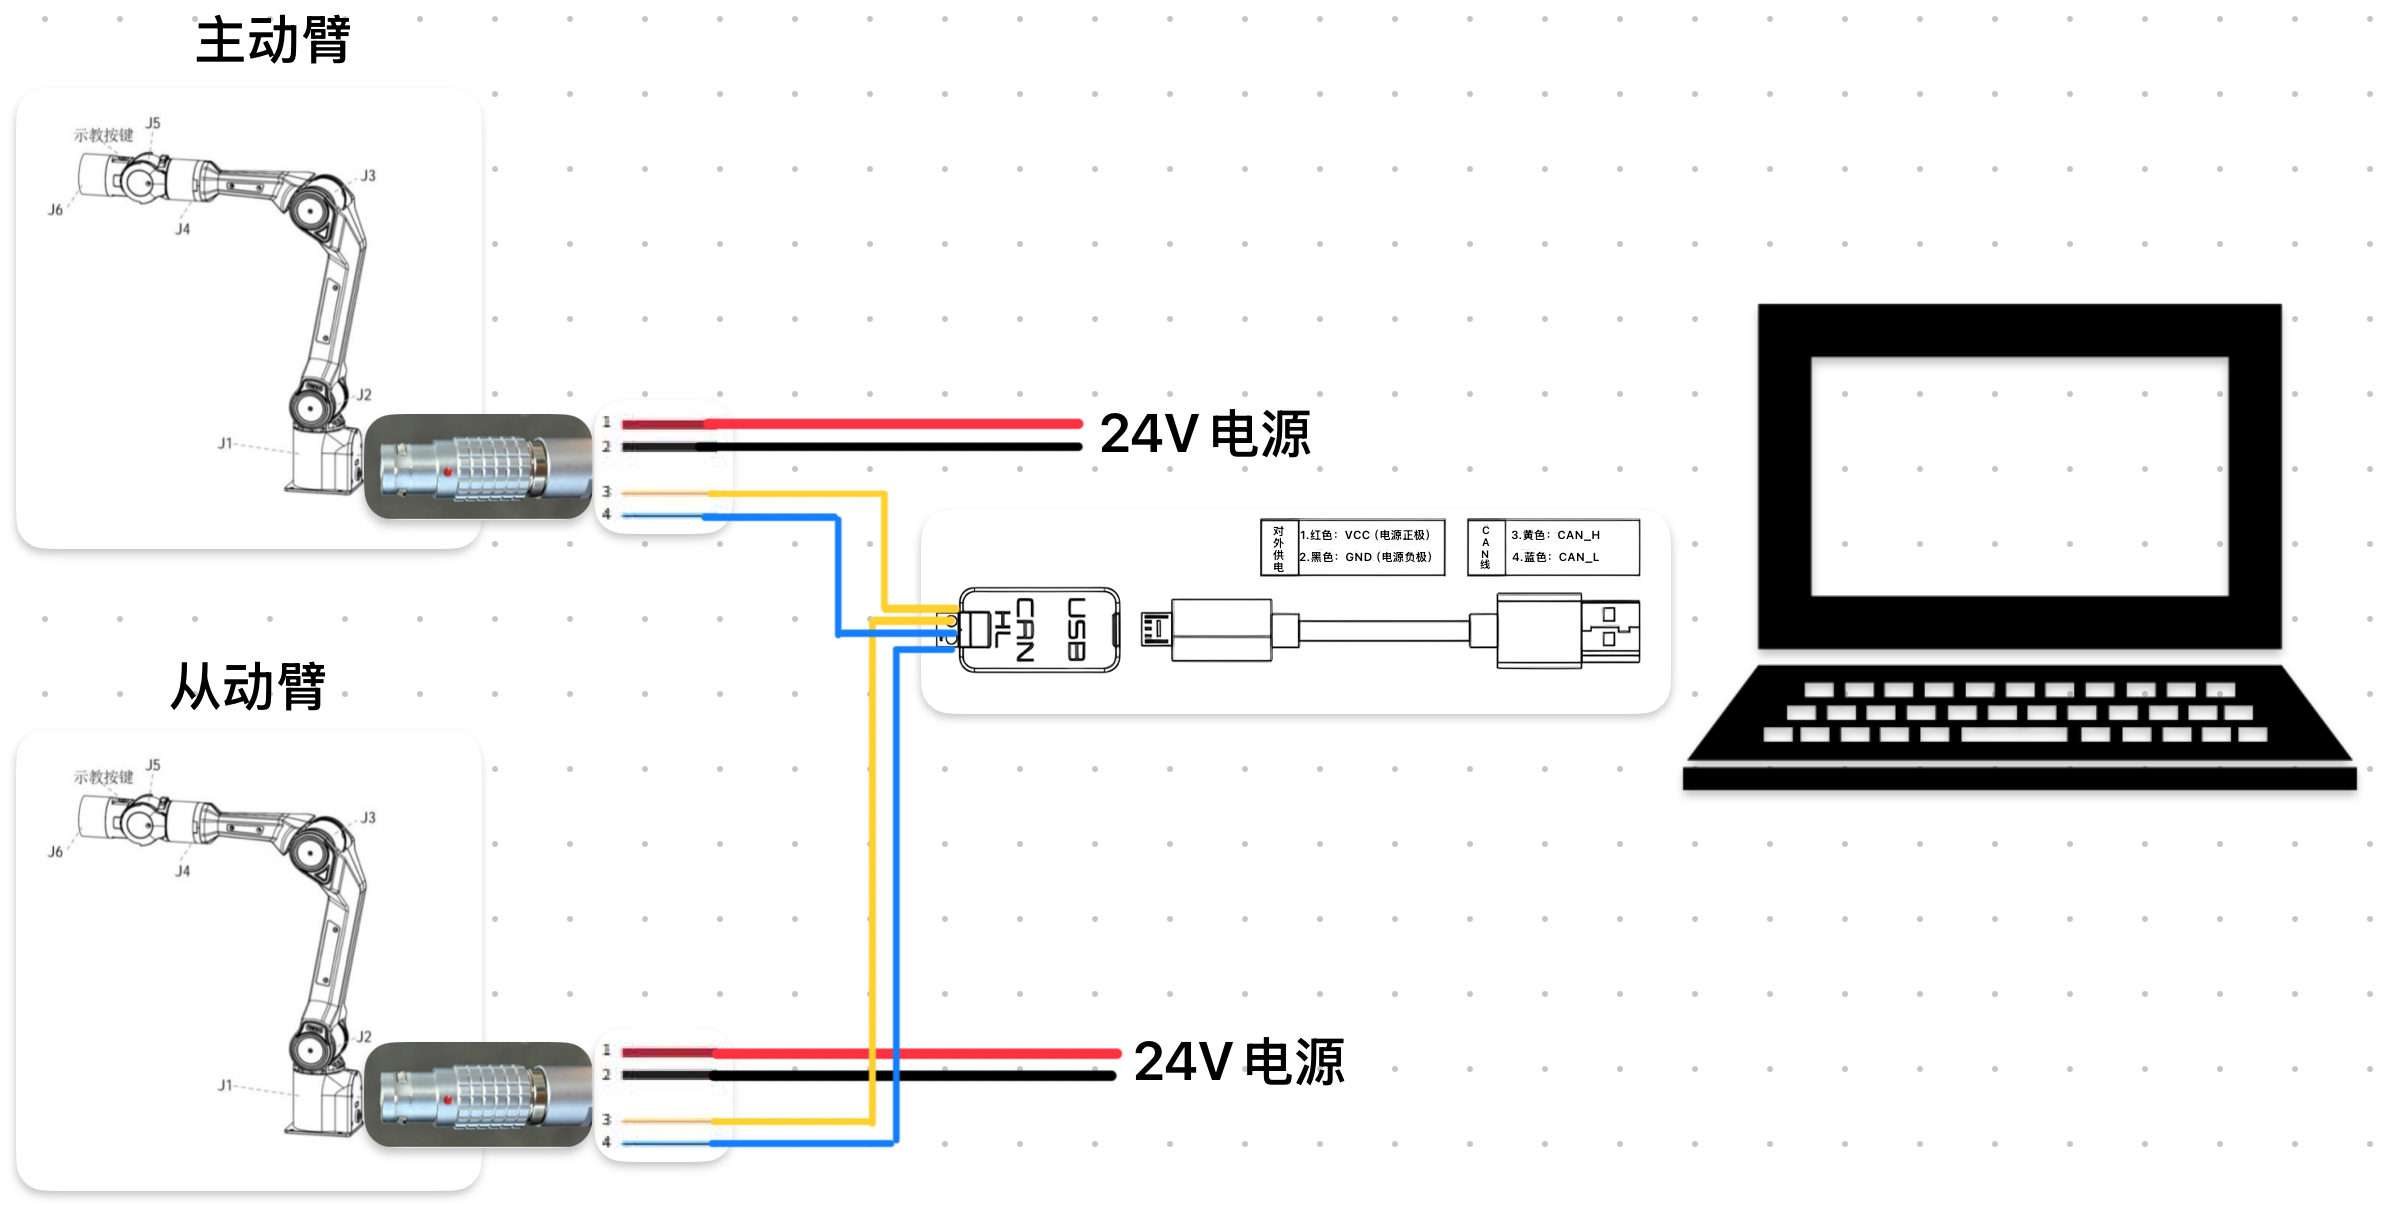 主动臂
示教按键
J5
J3
J6
J4
J2
J1
1
2
3
4
24V 电源
对外供电
1.红色：VCC（电源正极）
2.黑色：GND（电源负极）
CAN线
3.黄色：CAN_H
4.蓝色：CAN_L
HL
CAN
USB
从动臂
示教按键
J5
J3
J6
J4
J2
J1
1
2
3
4
24V 电源